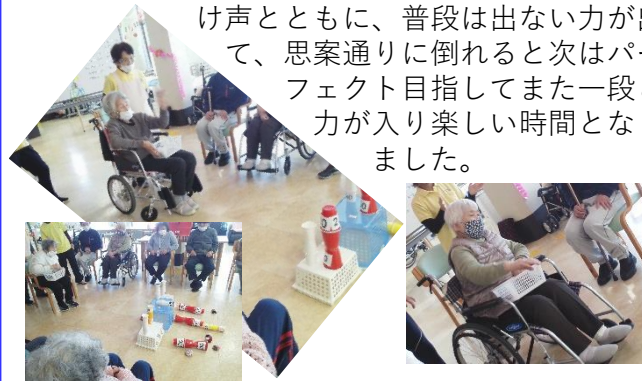 け声とともに、普段は出ない力が
て、思案通りに倒れると次はパ
フェクト目指してまた一段
力が入り楽しい時間とな
ました。